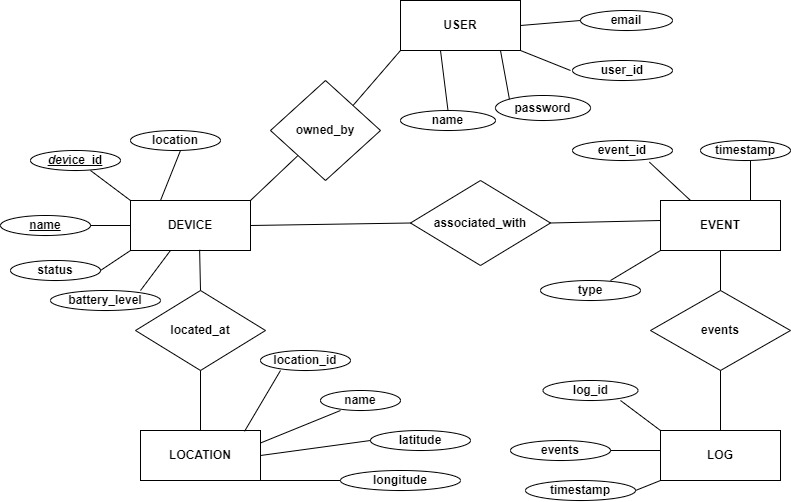 USER
email
user_id
password
name
owned_by
location
device_id
name
status
battery_level
DEVICE
associated_with
event_id
timestamp
EVENT
type
located_at
events
location_id
name
latitude
longitude
LOCATION
log_id
events
timestamp
LOG